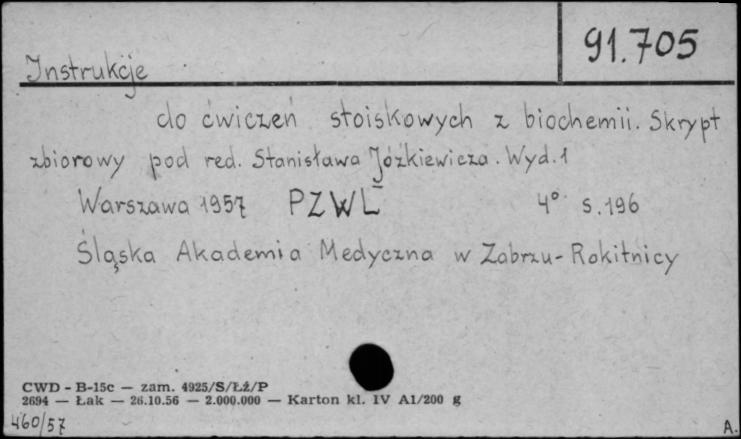 91.705
Instrukcje
do ćwiczeń stoiskowych z biochemii. Skrypt
zbiorowy pod red. Stanisława Józkiewicza. Wyd.1
Warszawa 1957 PZWL 4° s.196
Śląska Akademia Medyczna w Zabrzu-Rokitnicy
CWD - B-15c — zam. 4925/S/Łź/P
2694 — Łak — 26.10.56 — 2.000.000 — Karton kl. IV A1/200 g
460/57
A.